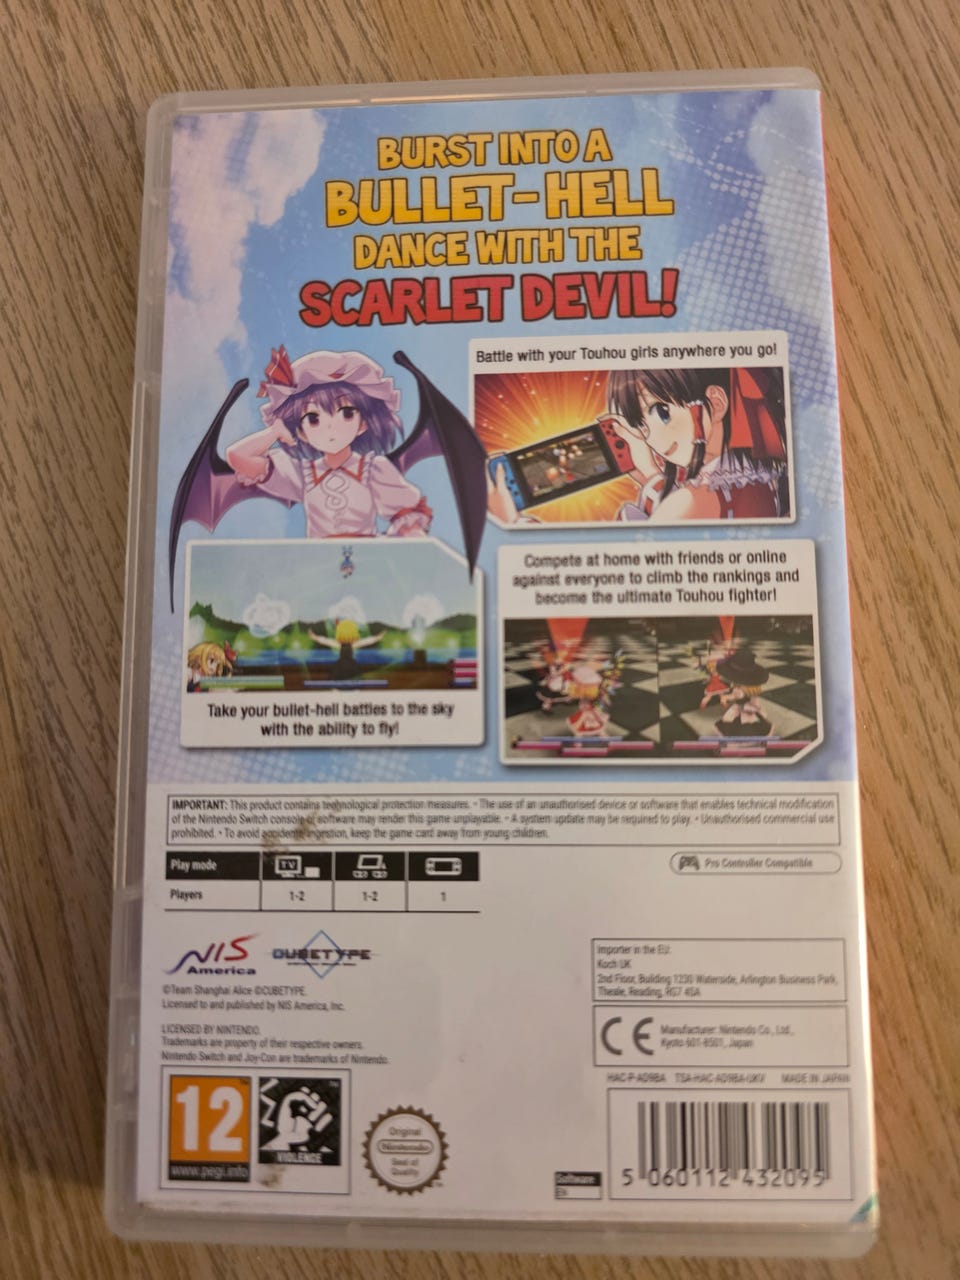 BURST INTO A
BULLET-HELL
DANCE WITH THE
SCARLET DEVIL!
Battle with your Touhou girls anywhere you go!
Compete at home with friends or online
against everyone to climb the rankings and
become the ultimate Touhou fighter!
Take your bullet-hell battles to the sky
with the ability to fly!
IMPORTANT: This product contains technological protection measures. • The use of an unauthorised device or software that enables technical modification
of the Nintendo Switch console or software may render this game unplayable. • A system update may be required to play. • Unauthorised commercial use
prohibited. • To avoid accidental ingestion, keep the game card away from young children.
Play mode TV
Players 1-2 1-2 1
Pro Controller Compatible
NIS
America
CUBETYPE
©Team Shanghai Alice ©CUBETYPE.
Licensed to and published by NIS America, Inc.
LICENSED BY NINTENDO.
Trademarks are property of their respective owners.
Nintendo Switch and Joy-Con are trademarks of Nintendo.
Importer in the EU:
Koch UK
2nd Floor, Building 1230 Waterside, Arlington Business Park,
Theale, Reading, RG7 4SA
CE
Manufacturer: Nintendo Co., Ltd.,
Kyoto 601-8501, Japan
HAC-P-AD9BA TSA-HAC-AD9BA-UKV MADE IN JAPAN
12
www.pegi.info
VIOLENCE
Original
Nintendo
Seal of
Quality
Software
EN
5 060112 432095